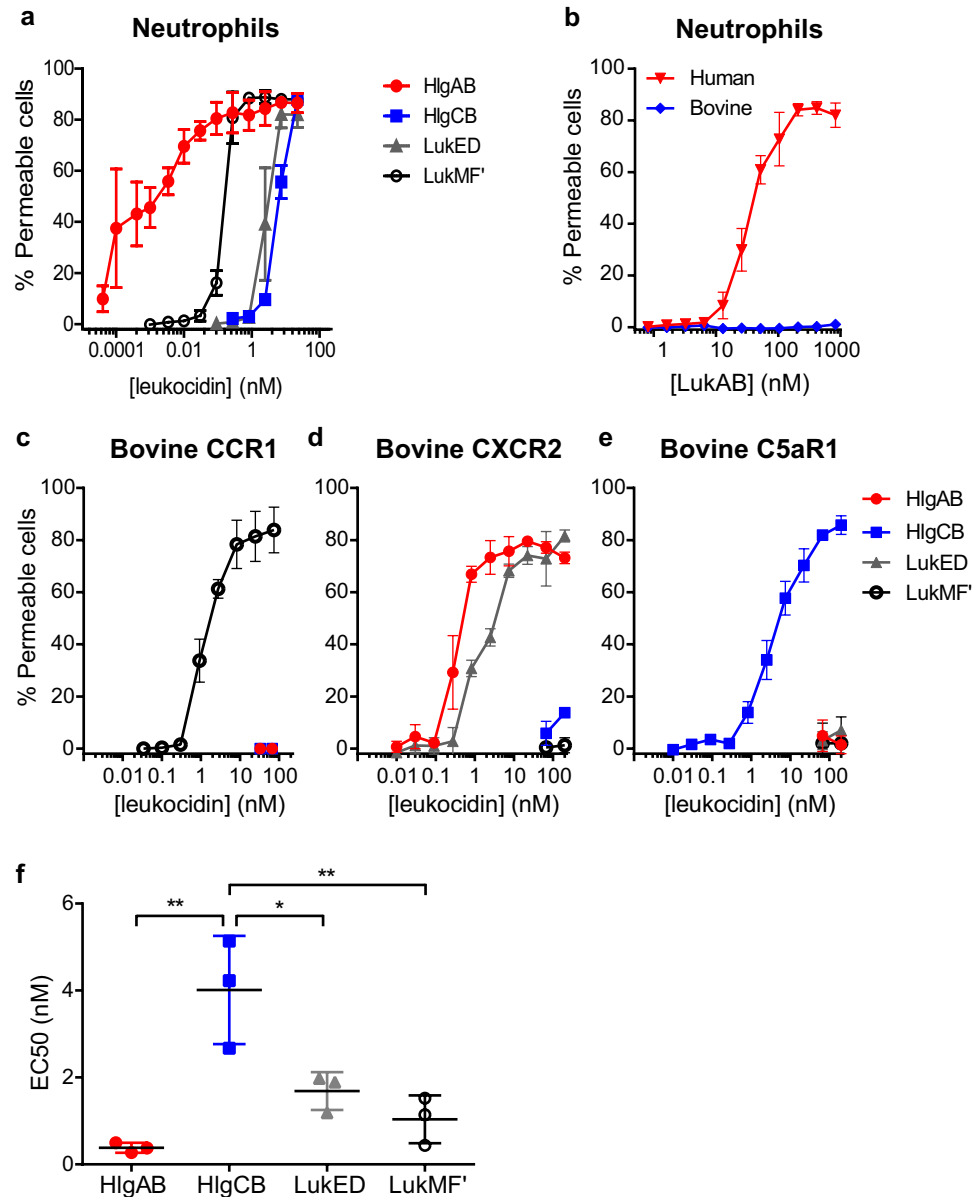 a
Neutrophils
100
80
60
40
20
0
% Permeable cells
0.0001
0.01
1
100
[leukocidin] (nM)
HlgAB
HlgCB
LukED
LukMF'
b
Neutrophils
100
80
60
40
20
0
% Permeable cells
Human
Bovine
1
10
100
1000
[LukAB] (nM)
c
Bovine CCR1
100
80
60
40
20
0
% Permeable cells
0.01
0.1
1
10
100
[leukocidin] (nM)
d
Bovine CXCR2
100
80
60
40
20
0
0.01
0.1
1
10
100
[leukocidin] (nM)
e
Bovine C5aR1
100
80
60
40
20
0
0.01
0.1
1
10
100
[leukocidin] (nM)
HlgAB
HlgCB
LukED
LukMF'
f
**
**
*
6
4
2
0
EC50 (nM)
HlgAB
HlgCB
LukED
LukMF'